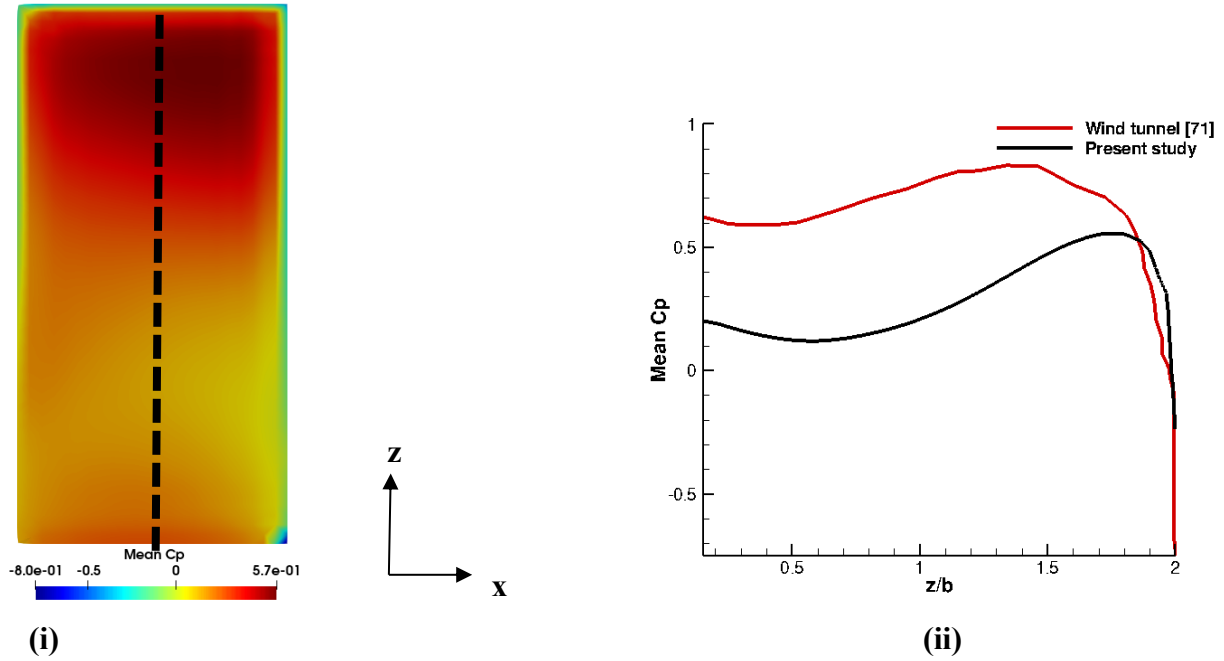 Mean Cp
-8.0e-01 -0.5 0 5.7e-01
(i)
z
x
Wind tunnel [71]
Present study
Mean Cp
1
0.5
0
-0.5
0.5 1 1.5 2
z/b
(ii)